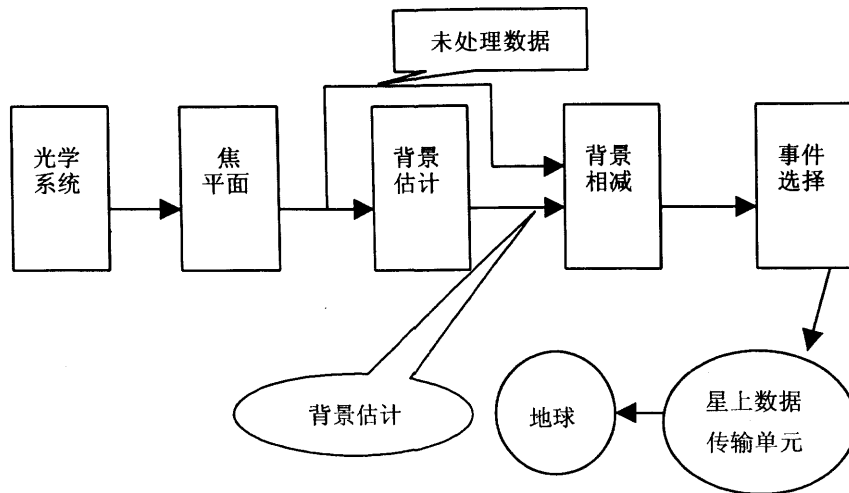 未处理数据
光学
系统
焦
平面
背景
估计
背景
相减
事件
选择
背景估计
地球
星上数据
传输单元